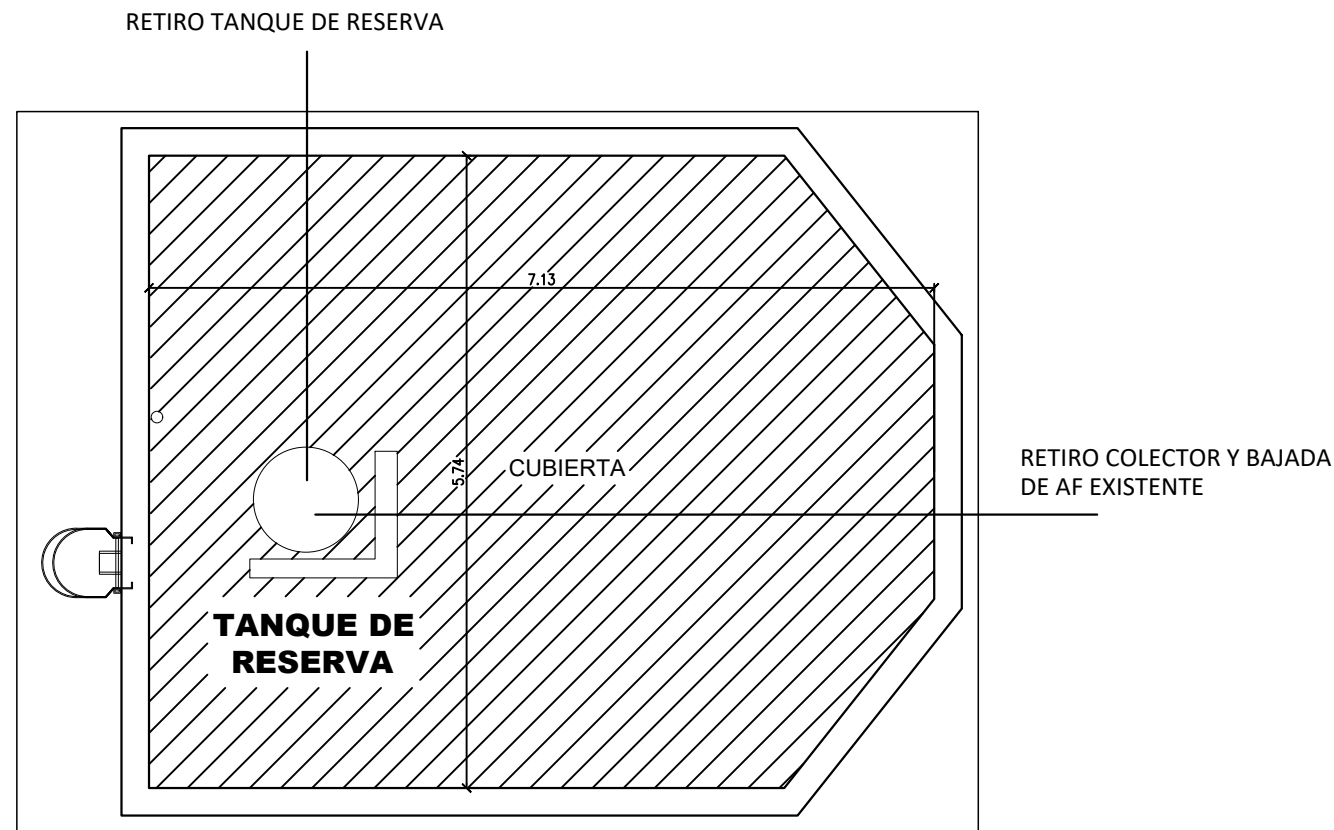 RETIRO TANQUE DE RESERVA
7.13
5.74
CUBIERTA
RETIRO COLECTOR Y BAJADA
DE AF EXISTENTE
TANQUE DE
RESERVA